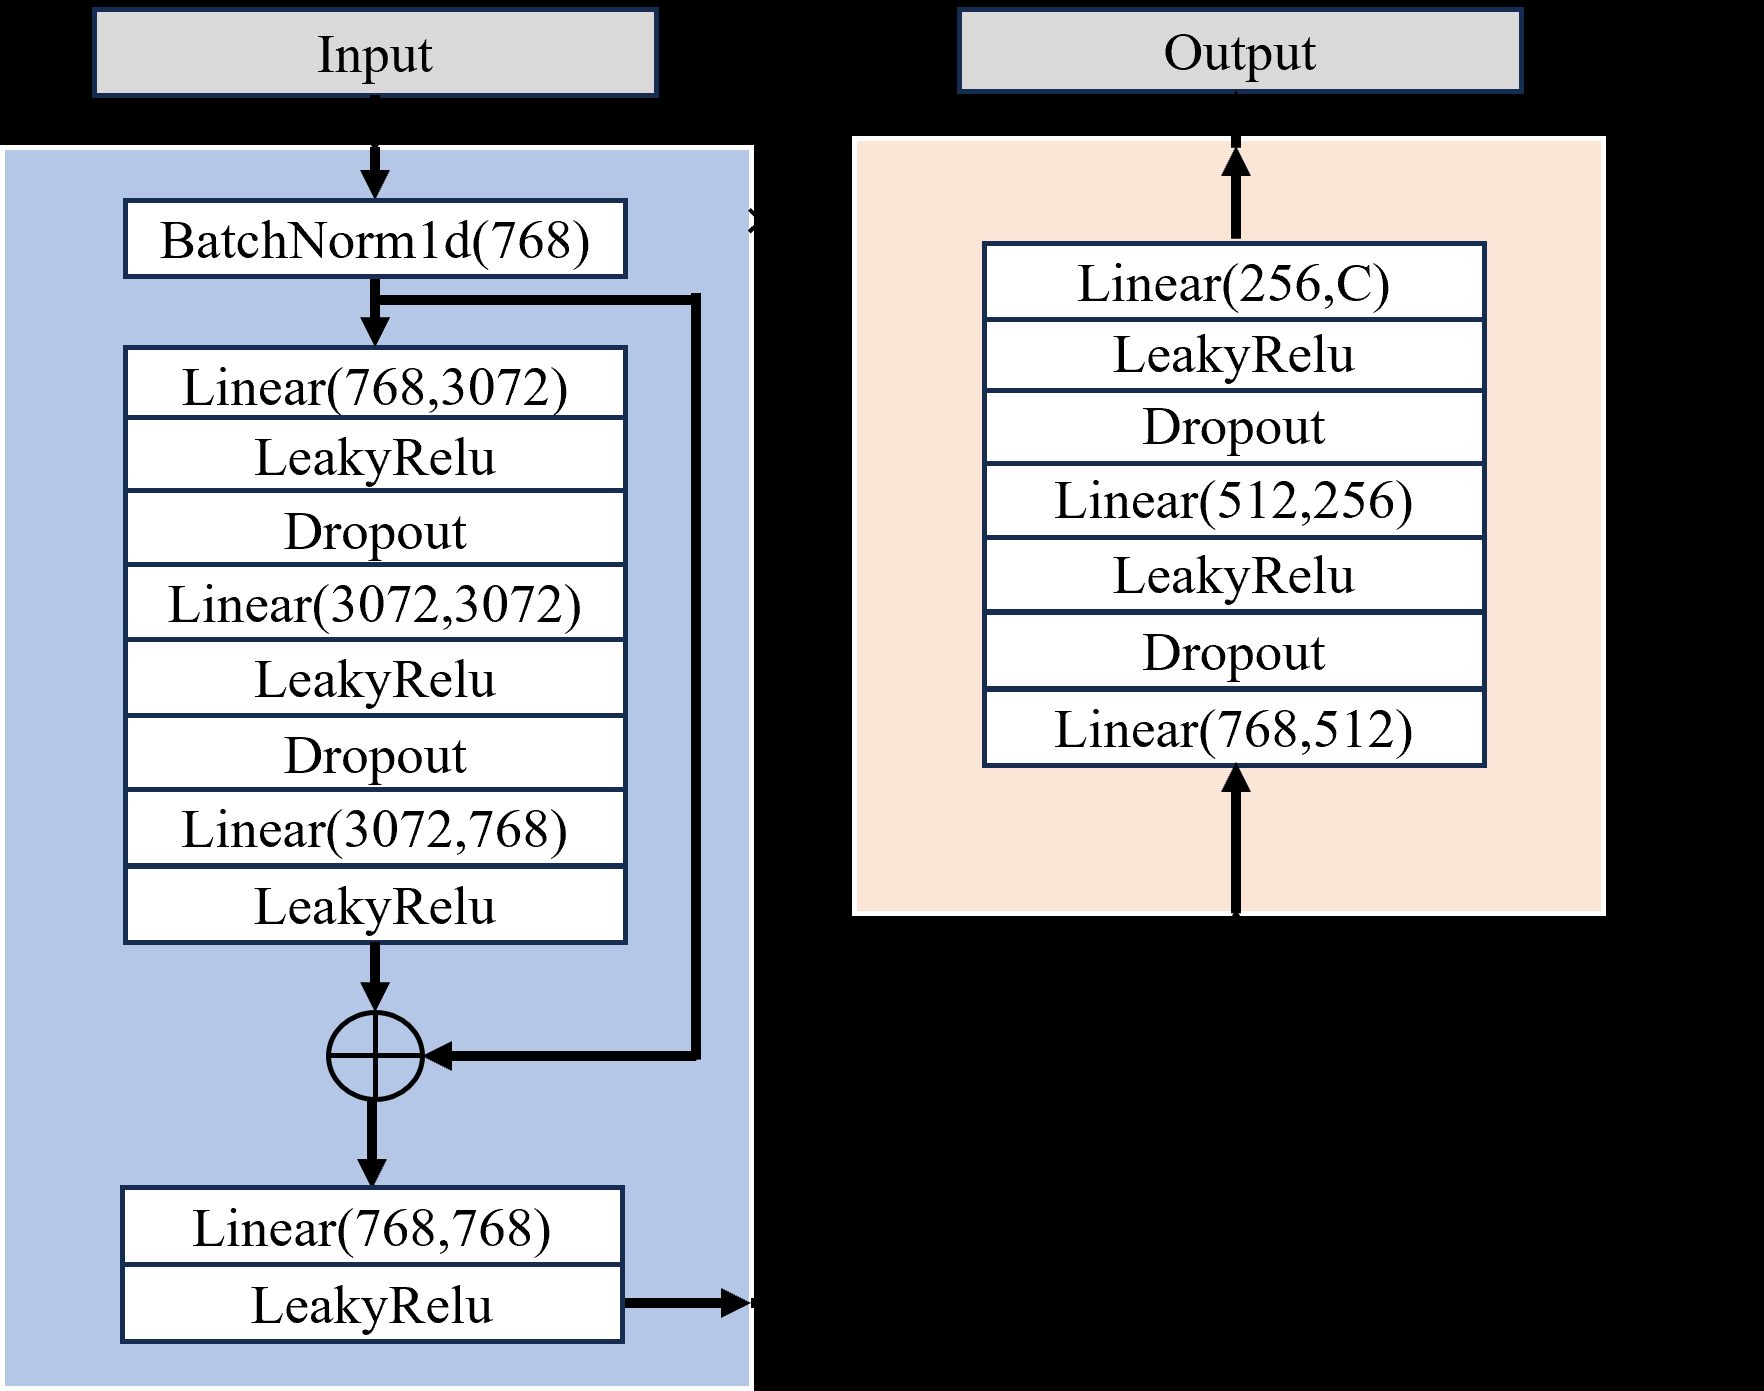 Input
BatchNorm1d(768)
Linear(768,3072)
LeakyRelu
Dropout
Linear(3072,3072)
LeakyRelu
Dropout
Linear(3072,768)
LeakyRelu
Linear(768,768)
LeakyRelu
Output
Linear(256,C)
LeakyRelu
Dropout
Linear(512,256)
LeakyRelu
Dropout
Linear(768,512)